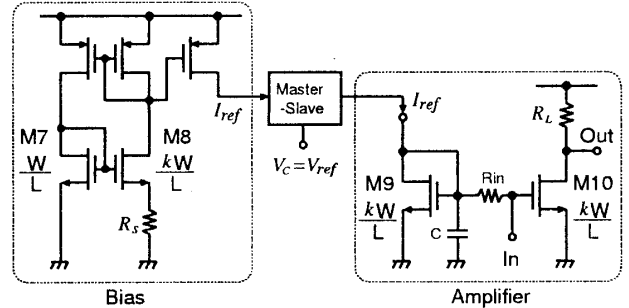 I_ref
Master
-Slave
V_C=V_ref
I_ref
R_L
Out
M7
W
L
M8
kW
L
R_S
M9
kW
L
C
Rin
In
M10
kW
L
Bias
Amplifier